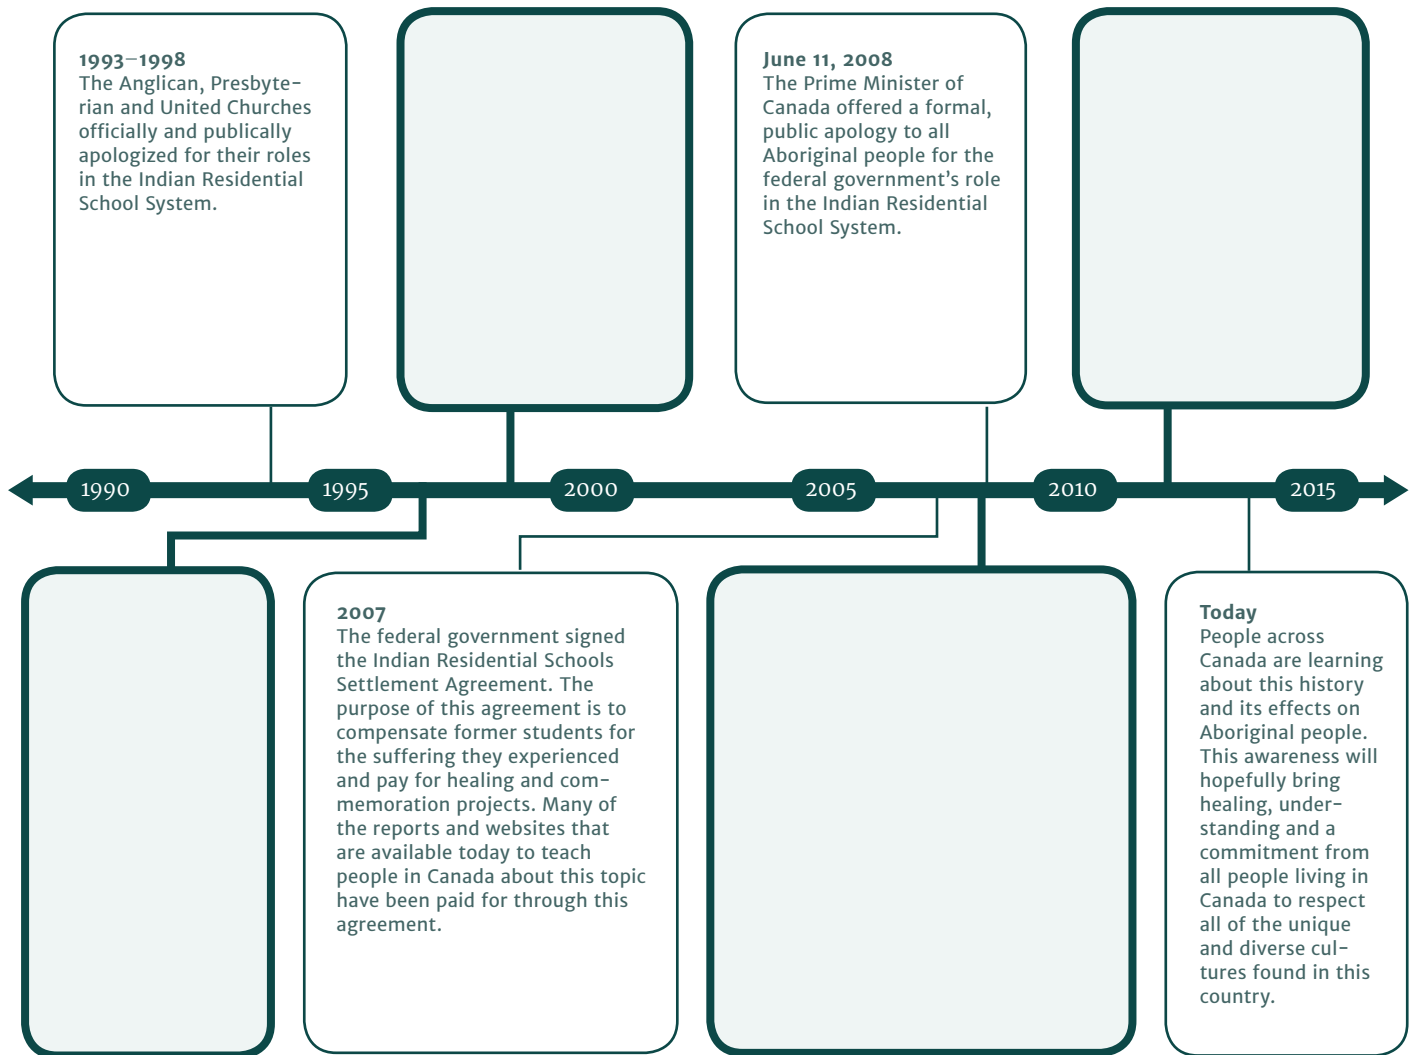 1993–1998
The Anglican, Presbyte-
rian and United Churches
officially and publically
apologized for their roles
in the Indian Residential
School System.
June 11, 2008
The Prime Minister of
Canada offered a formal,
public apology to all
Aboriginal people for the
federal government's role
in the Indian Residential
School System.
1990 1995 2000 2005 2010 2015
2007
The federal government signed
the Indian Residential Schools
Settlement Agreement. The
purpose of this agreement is to
compensate former students for
the suffering they experienced
and pay for healing and com-
memoration projects. Many of
the reports and websites that
are available today to teach
people in Canada about this topic
have been paid for through this
agreement.
Today
People across
Canada are learning
about this history
and its effects on
Aboriginal people.
This awareness will
hopefully bring
healing, under-
standing and a
commitment from
all people living in
Canada to respect
all of the unique
and diverse cul-
tures found in this
country.